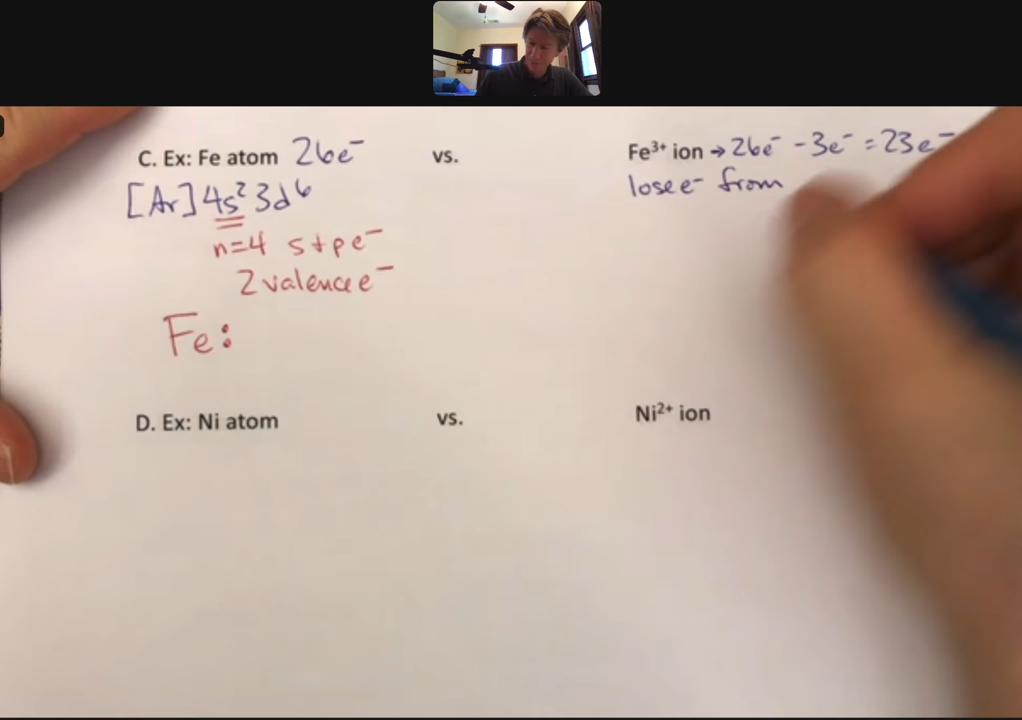 C. Ex: Fe atom 26e⁻ vs. Fe³⁺ ion → 26e⁻ - 3e⁻ = 23e⁻
[Ar] 4s² 3d⁶ lose e⁻ from
n=4 s+p e⁻
2 valence e⁻
Fe:
D. Ex: Ni atom vs. Ni²⁺ ion